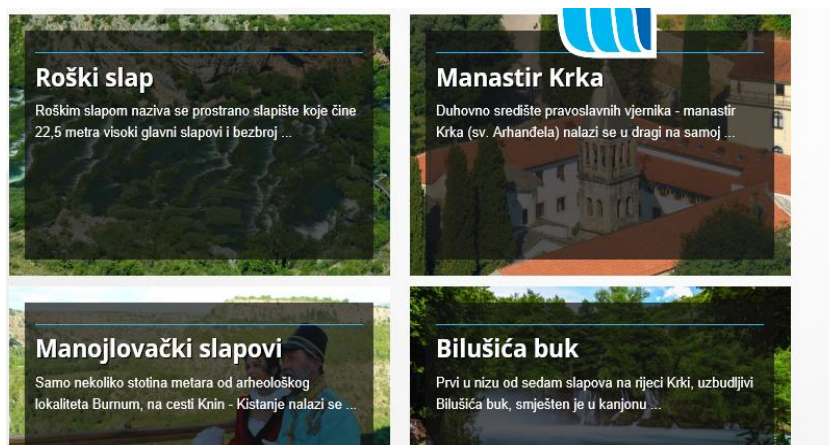 Roški slap
Roškim slapom naziva se prostrano slapište koje čine
22,5 metra visoki glavni slapovi i bezbroj ...
Manastir Krka
Duhovno središte pravoslavnih vjernika - manastir
Krka (sv. Arhanđela) nalazi se u dragi na samoj ...
Manojlovački slapovi
Samo nekoliko stotina metara od arheološkog
lokaliteta Burnum, na cesti Knin - Kistanje nalazi se ...
Bilušića buk
Prvi u nizu od sedam slapova na rijeci Krki, uzbudljivi
Bilušića buk, smješten je u kanjonu ...